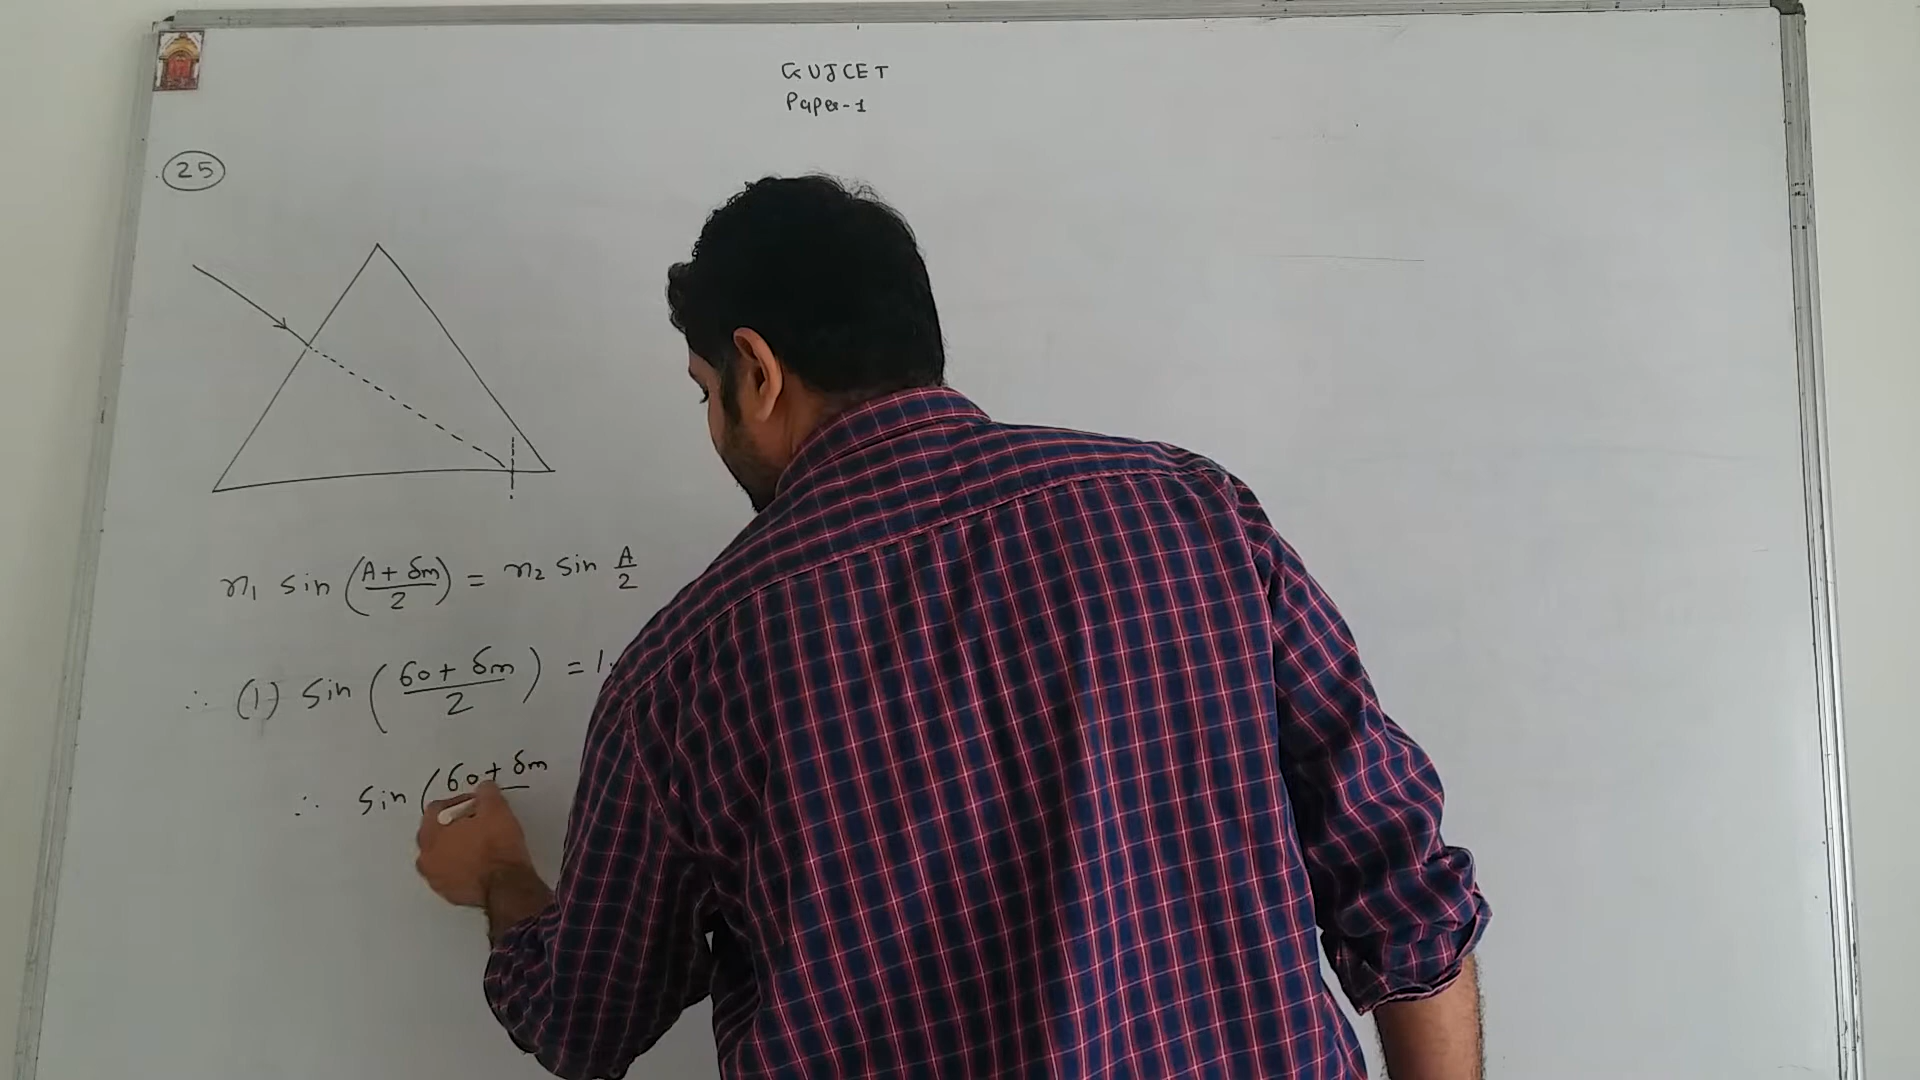 GUJCET
Paper-1
25
n₁ sin (A + δm / 2) = n₂ sin A / 2
∴ (1) sin (60 + δm / 2) = 1.
∴ sin (60 + δm